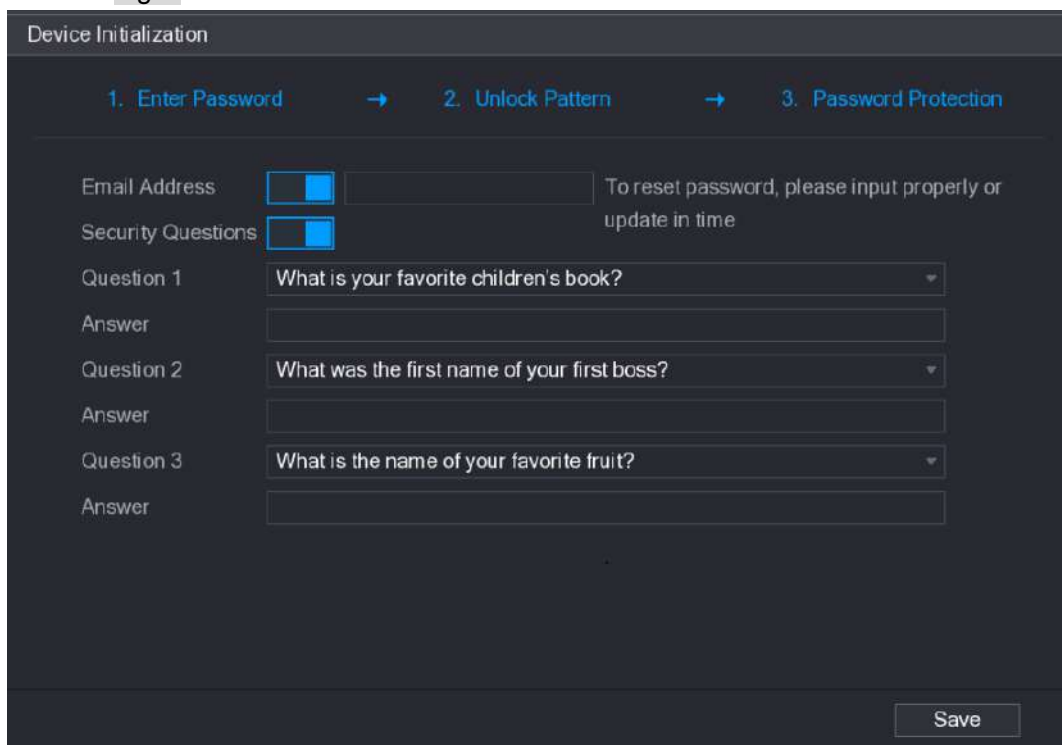 Device Initialization
1. Enter Password → 2. Unlock Pattern → 3. Password Protection
Email Address To reset password, please input properly or
update in time
Security Questions
Question 1 What is your favorite children's book?
Answer
Question 2 What was the first name of your first boss?
Answer
Question 3 What is the name of your favorite fruit?
Answer
Save